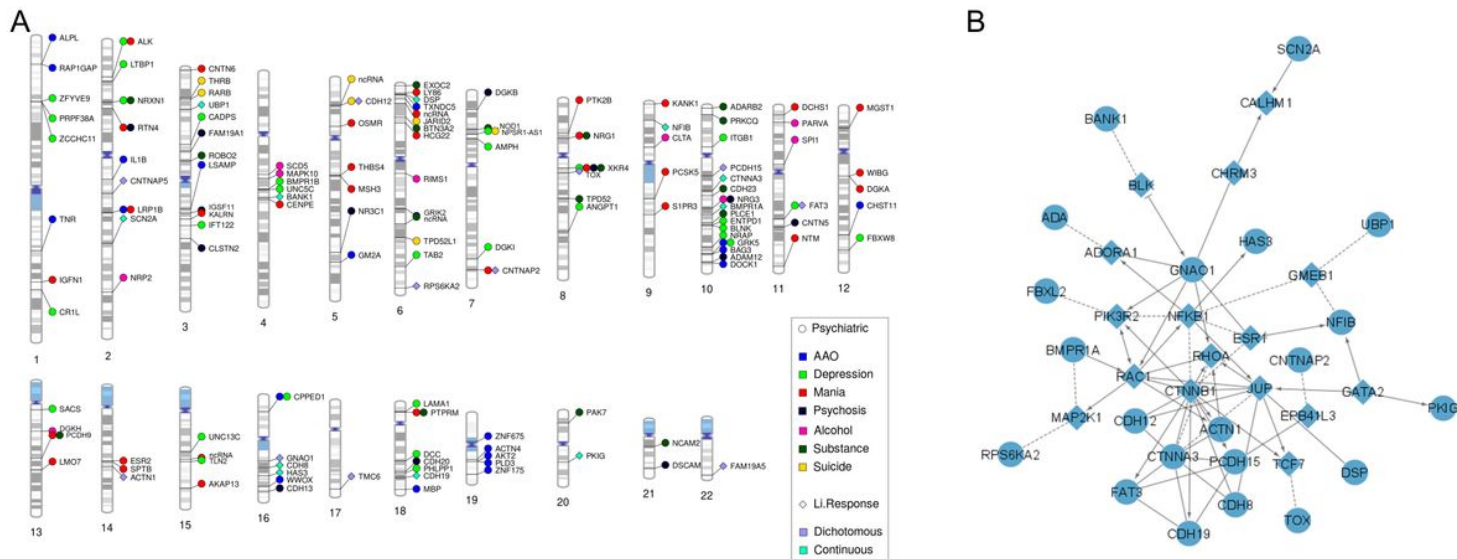 A
ALPL
RAP1GAP
ZFYVE9
PRPF38A
ZCCHC11
TNR
IGFN1
CR1L
1
ALK
LTBP1
NRXN1
RTN4
IL1B
CNTNAP5
LRP1B
SCN2A
NRP2
2
CNTN6
THRB
RARB
UBP1
CADPS
FAM19A1
ROBO2
LSAMP
IGSF11
KALRN
IFT122
CLSTN2
3
SCD5
MAPK10
BMPR1B
UNC5C
BANK1
CENPE
4
ncRNA
CDH12
OSMR
THBS4
MSH3
NR3C1
GM2A
5
EXOC2
LY86
DSP
TXNDC5
ncRNA
JARID2
BTN3A2
HCG22
RIMS1
GRIK2
ncRNA
TPD52L1
TAB2
RPS6KA2
6
DGKB
NOD1
NPSR1-AS1
AMPH
DGKI
CNTNAP2
7
PTK2B
NRG1
XKR4
TOX
TPD52
ANGPT1
8
KANK1
NFIB
CLTA
PCSK5
S1PR3
9
ADARB2
PRKCQ
ITGB1
PCDH15
CTNNA3
CDH23
NRG3
BMPR1A
PLCE1
ENTPD1
BLNK
NRAP
GRK5
BAG3
ADAM12
DOCK1
10
DCHS1
PARVA
SPI1
FAT3
CNTN5
NTM
11
MGST1
WIBG
DGKA
CHST11
FBXW8
12
SACS
DGKH
PCDH9
LMO7
13
ESR2
SPTB
ACTN1
14
UNC13C
ncRNA
TLN2
AKAP13
15
CPPED1
GNAO1
CDH8
HAS3
WWOX
CDH13
16
TMC6
17
LAMA1
PTPRM
DCC
CDH20
PHLPP1
CDH19
MBP
18
ZNF675
ACTN4
AKT2
PLD3
ZNF175
19
PAK7
PKIG
20
NCAM2
DSCAM
21
FAM19A5
22
Psychiatric
AAO
Depression
Mania
Psychosis
Alcohol
Substance
Suicide
Li.Response
Dichotomous
Continuous
B
SCN2A
CALHM1
BANK1
BLK
CHRM3
ADA
ADORA1
HAS3
UBP1
GNAO1
GMEB1
FBXL2
PIK3R2
NFKB1
NFIB
ESR1
BMPR1A
RHOA
CNTNAP2
RAC1
CTNNB1
JUP
GATA2
MAP2K1
CDH12
ACTN1
EPB41L3
PKIG
RPS6KA2
CTNNA3
PCDH15
TCF7
DSP
FAT3
CDH8
CDH19
TOX